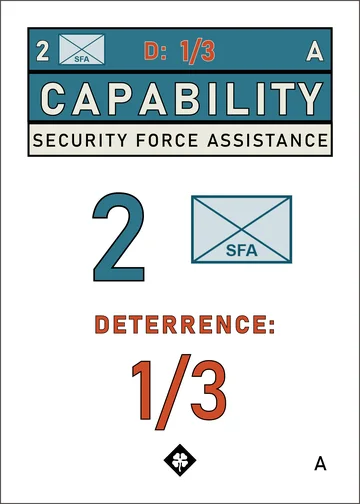 2 SFA D: 1/3 A
CAPABILITY
SECURITY FORCE ASSISTANCE
2 SFA
DETERRENCE:
1/3
A